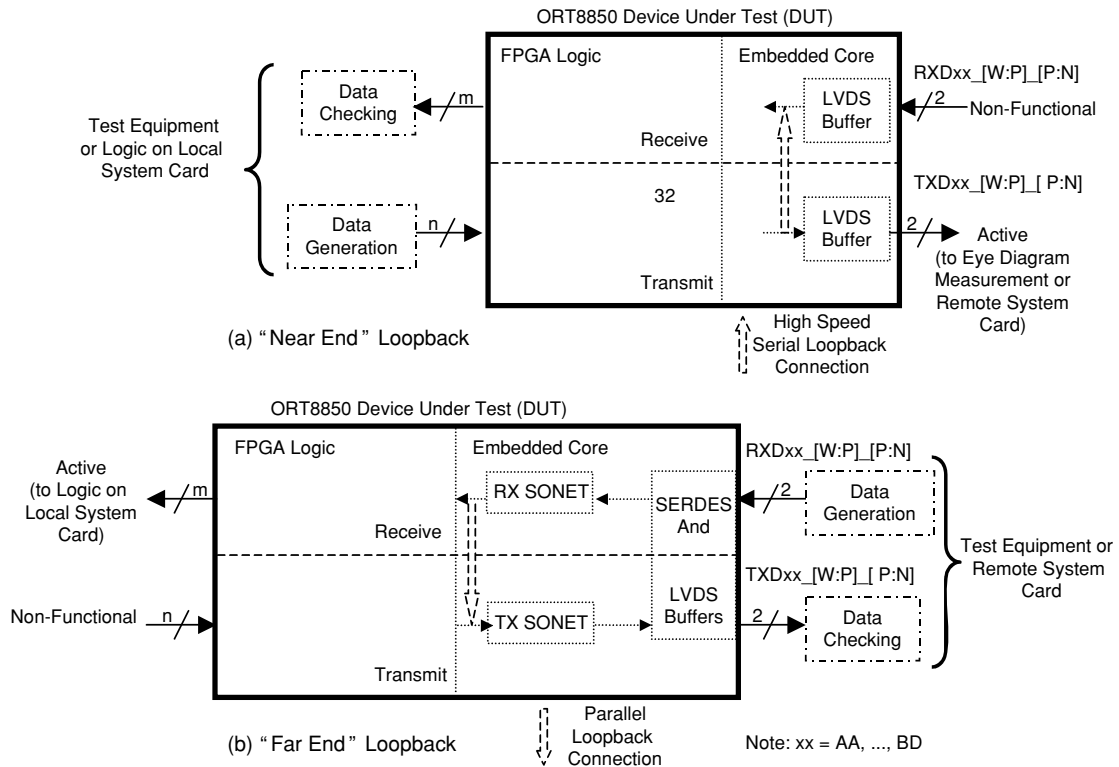 ORT8850 Device Under Test (DUT)
FPGA Logic
Embedded Core
Data
Checking
m
LVDS
Buffer
RXDxx_[W:P]_[P:N]
2
Non-Functional
Test Equipment
or Logic on Local
System Card
Receive
32
TXDxx_[W:P]_[ P:N]
Data
Generation
n
LVDS
Buffer
2
Active
(to Eye Diagram
Measurement or
Remote System
Card)
Transmit
(a) “Near End” Loopback
High Speed
Serial Loopback
Connection
ORT8850 Device Under Test (DUT)
FPGA Logic
Embedded Core
RXDxx_[W:P]_[P:N]
Active
(to Logic on
Local System
Card)
m
RX SONET
SERDES
And
2
Data
Generation
Receive
Test Equipment or
Remote System
Card
TXDxx_[W:P]_[ P:N]
Non-Functional
n
TX SONET
LVDS
Buffers
2
Data
Checking
Transmit
(b) “Far End” Loopback
Parallel
Loopback
Connection
Note: xx = AA, ..., BD